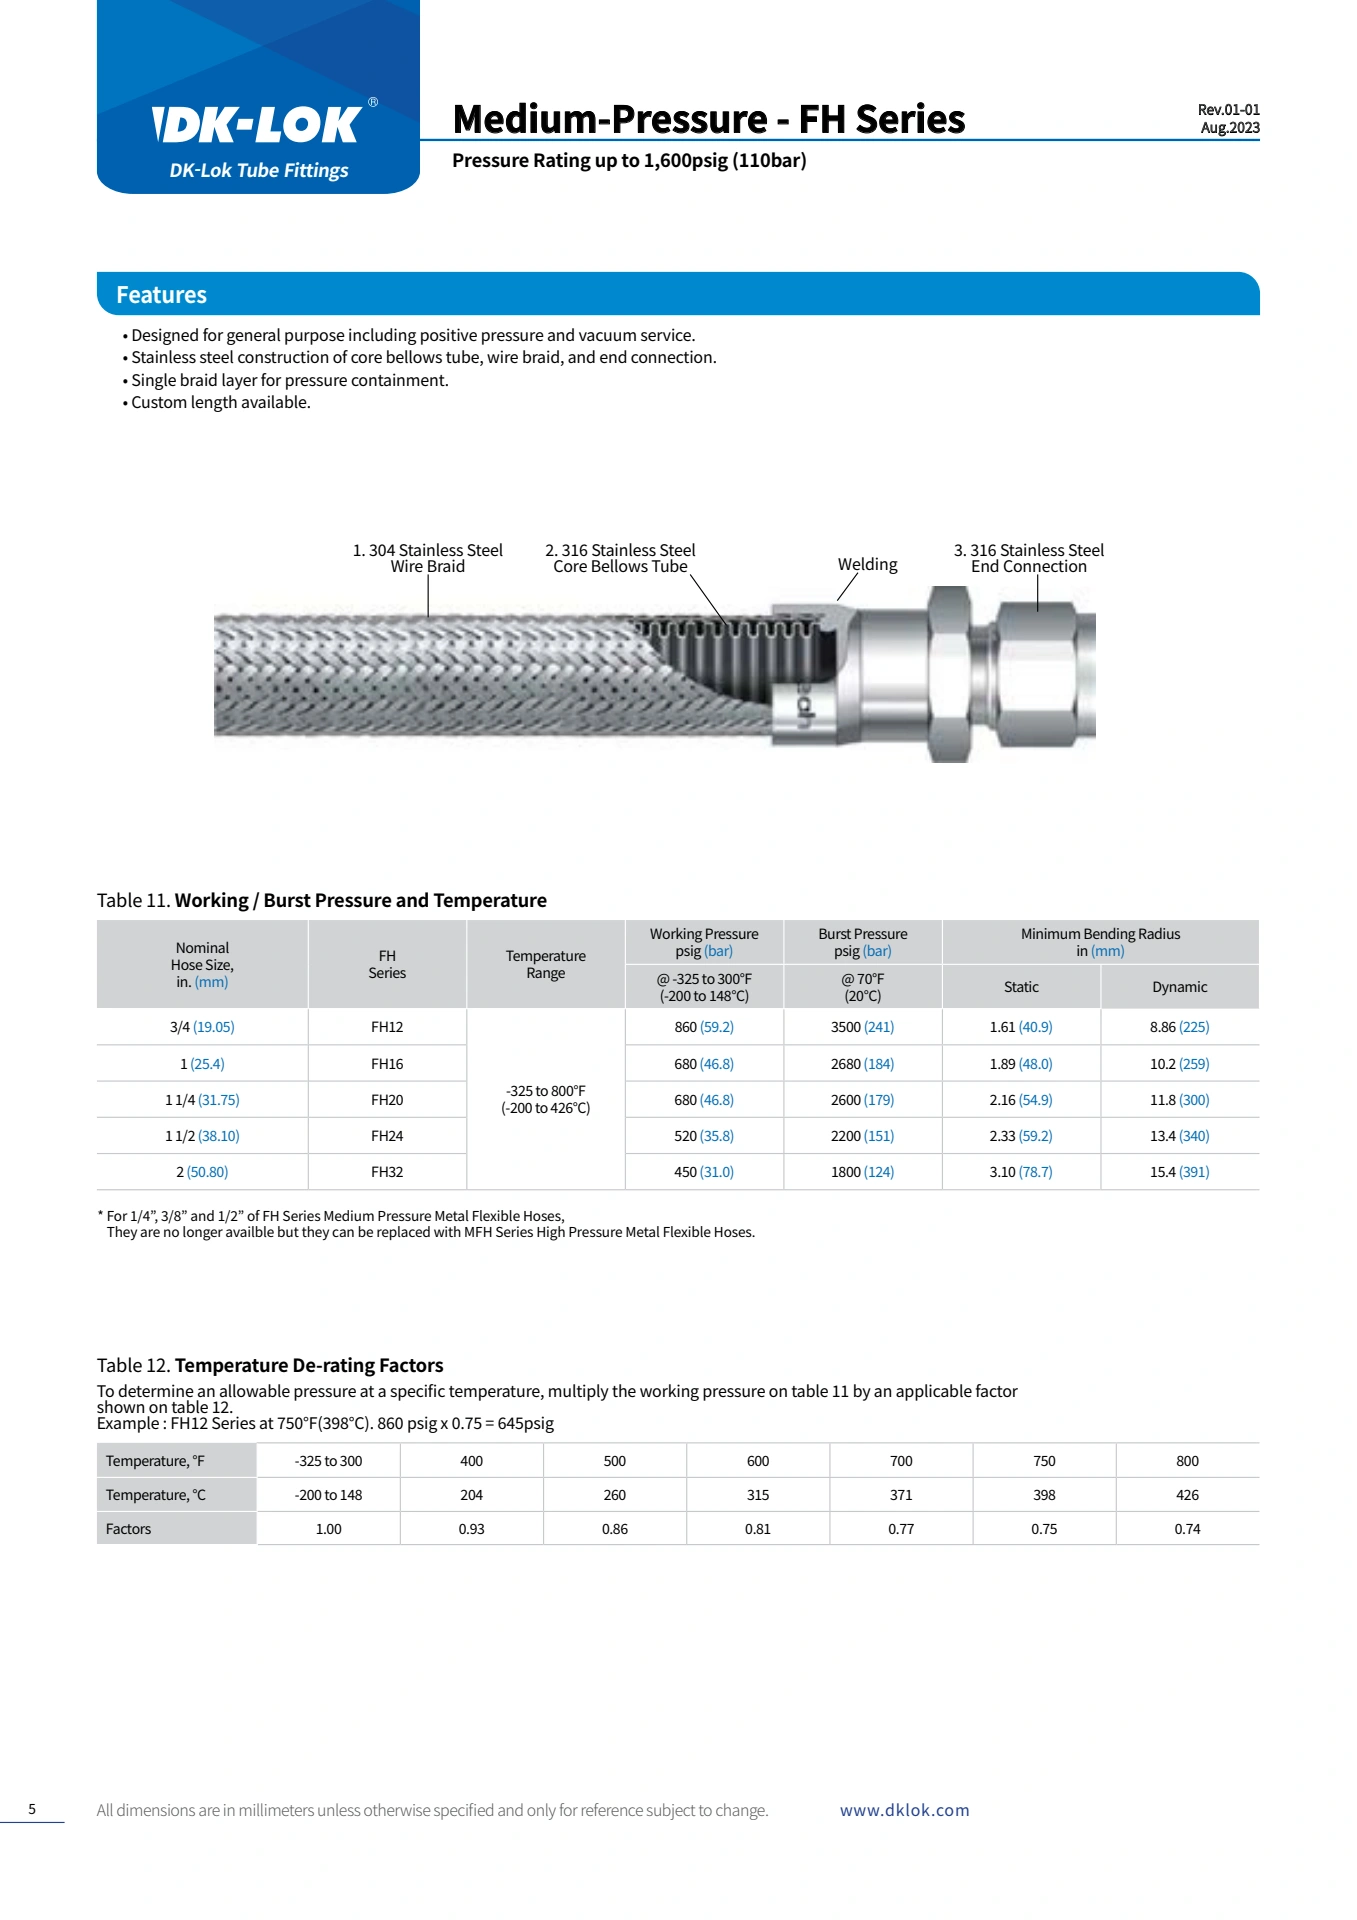 DK-LOK®
DK-Lok Tube Fittings
Medium-Pressure - FH Series
Rev.01-01
Aug.2023
Pressure Rating up to 1,600psig (110bar)
Features
• Designed for general purpose including positive pressure and vacuum service.
• Stainless steel construction of core bellows tube, wire braid, and end connection.
• Single braid layer for pressure containment.
• Custom length available.
1. 304 Stainless Steel
Wire Braid
2. 316 Stainless Steel
Core Bellows Tube
Welding
3. 316 Stainless Steel
End Connection
Table 11. Working / Burst Pressure and Temperature
Nominal
Hose Size,
in. (mm)
FH
Series
Temperature
Range
Working Pressure
psig (bar)
Burst Pressure
psig (bar)
Minimum Bending Radius
in (mm)
@ -325 to 300°F
(-200 to 148°C)
@ 70°F
(20°C)
Static
Dynamic
3/4 (19.05) FH12 860 (59.2) 3500 (241) 1.61 (40.9) 8.86 (225)
1 (25.4) FH16 680 (46.8) 2680 (184) 1.89 (48.0) 10.2 (259)
-325 to 800°F
(-200 to 426°C)
1 1/4 (31.75) FH20 680 (46.8) 2600 (179) 2.16 (54.9) 11.8 (300)
1 1/2 (38.10) FH24 520 (35.8) 2200 (151) 2.33 (59.2) 13.4 (340)
2 (50.80) FH32 450 (31.0) 1800 (124) 3.10 (78.7) 15.4 (391)
* For 1/4”, 3/8” and 1/2” of FH Series Medium Pressure Metal Flexible Hoses,
They are no longer availble but they can be replaced with MFH Series High Pressure Metal Flexible Hoses.
Table 12. Temperature De-rating Factors
To determine an allowable pressure at a specific temperature, multiply the working pressure on table 11 by an applicable factor
shown on table 12.
Example : FH12 Series at 750°F(398°C). 860 psig x 0.75 = 645psig
Temperature, °F -325 to 300 400 500 600 700 750 800
Temperature, °C -200 to 148 204 260 315 371 398 426
Factors 1.00 0.93 0.86 0.81 0.77 0.75 0.74
5
All dimensions are in millimeters unless otherwise specified and only for reference subject to change.
www.dklok.com